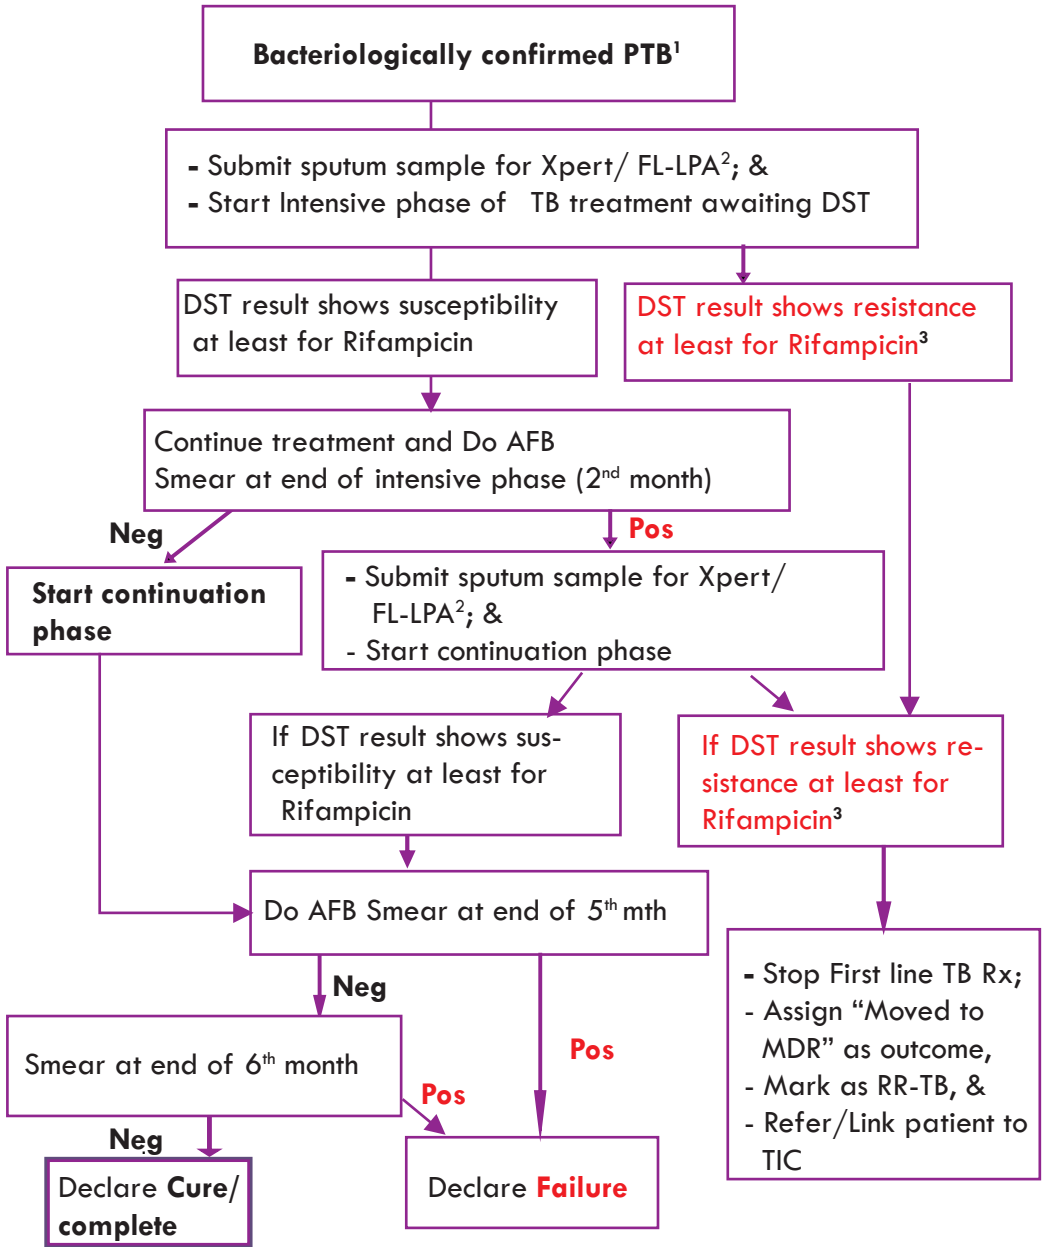 Bacteriologically confirmed PTB¹
- Submit sputum sample for Xpert/ FL-LPA²; &
- Start Intensive phase of TB treatment awaiting DST
DST result shows susceptibility
at least for Rifampicin
DST result shows resistance
at least for Rifampicin³
Continue treatment and Do AFB
Smear at end of intensive phase (2nd month)
Neg
Pos
Start continuation
phase
- Submit sputum sample for Xpert/
FL-LPA²; &
- Start continuation phase
If DST result shows sus-
ceptibility at least for
Rifampicin
If DST result shows re-
sistance at least for
Rifampicin³
Do AFB Smear at end of 5th mth
Neg
Pos
Smear at end of 6th month
Pos
Neg
- Stop First line TB Rx;
- Assign “Moved to
MDR” as outcome,
- Mark as RR-TB, &
- Refer/Link patient to
TIC
Declare Cure/
complete
Declare Failure